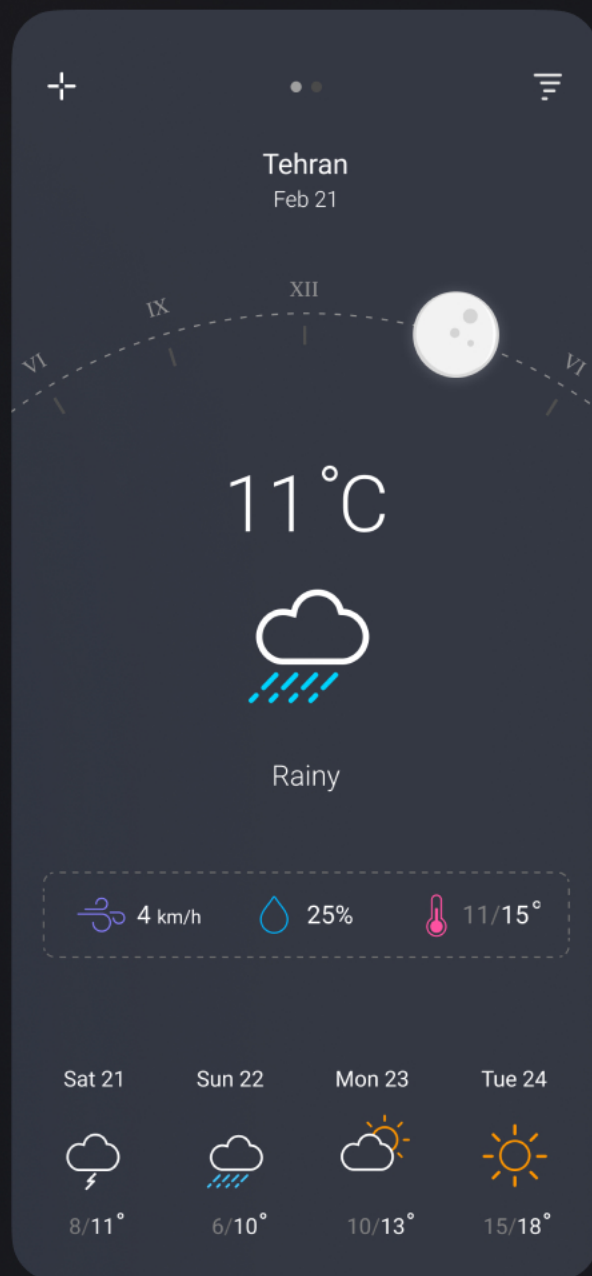 Tehran
Feb 21
VI IX XII VI
11°C
Rainy
4 km/h 25% 11/15°
Sat 21 Sun 22 Mon 23 Tue 24
8/11° 6/10° 10/13° 15/18°